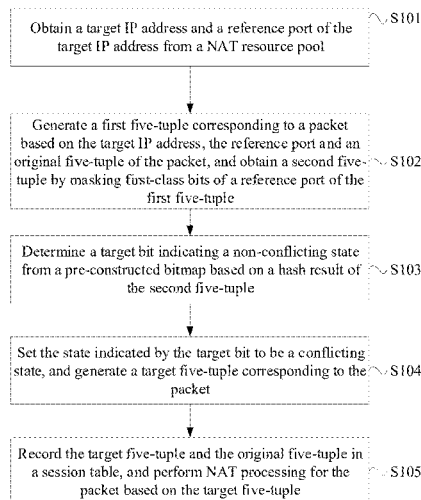 Obtain a target IP address and a reference port of the
target IP address from a NAT resource pool
S101
Generate a first five-tuple corresponding to a packet
based on the target IP address, the reference port and an
original five-tuple of the packet, and obtain a second five-
tuple by masking first-class bits of a reference port of the
first five-tuple
S102
Determine a target bit indicating a non-conflicting state
from a pre-constructed bitmap based on a hash result of
the second five-tuple
S103
Set the state indicated by the target bit to be a conflicting
state, and generate a target five-tuple corresponding to the
packet
S104
Record the target five-tuple and the original five-tuple in
a session table, and perform NAT processing for the
packet based on the target five-tuple
S105